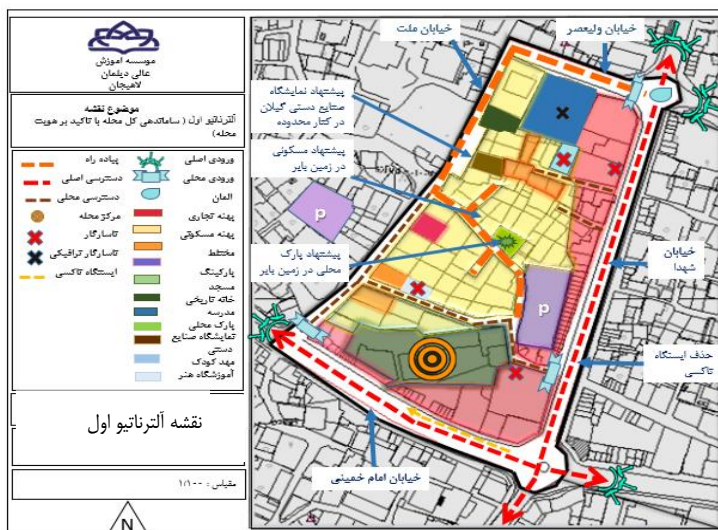 موسسه اموزش
عالی دیلمان
لاهیجان
موضوع نقشه
آلترناتیو اول ( ساماندهی کل محله با تاکید بر هویت
محله)
ورودی اصلی
ورودی محلی
المان
پهنه تجاری
پهنه مسکونی
مختلط
پارکینگ
مسجد
خانه تاریخی
مدرسه
پارک محلی
نمایشگاه صنایع
دستی
مهد کودک
آموزشگاه هنر
پیاده راه
دسترسی اصلی
دسترسی محلی
مرکز محله
ناسازگار
ناسازگار ترافیکی
ایستگاه تاکسی
نقشه آلترناتیو اول
مقیاس : ۱/۱۰۰
N
خیابان ولیعصر
خیابان ملت
پیشنهاد نمایشگاه
صنایع دستی گیلان
در کنار محدوده
پیشنهاد مسکونی
در زمین بایر
پیشنهاد پارک
محلی در زمین بایر
خیابان
شهدا
حذف ایستگاه
تاکسی
خیابان امام خمینی
p
p